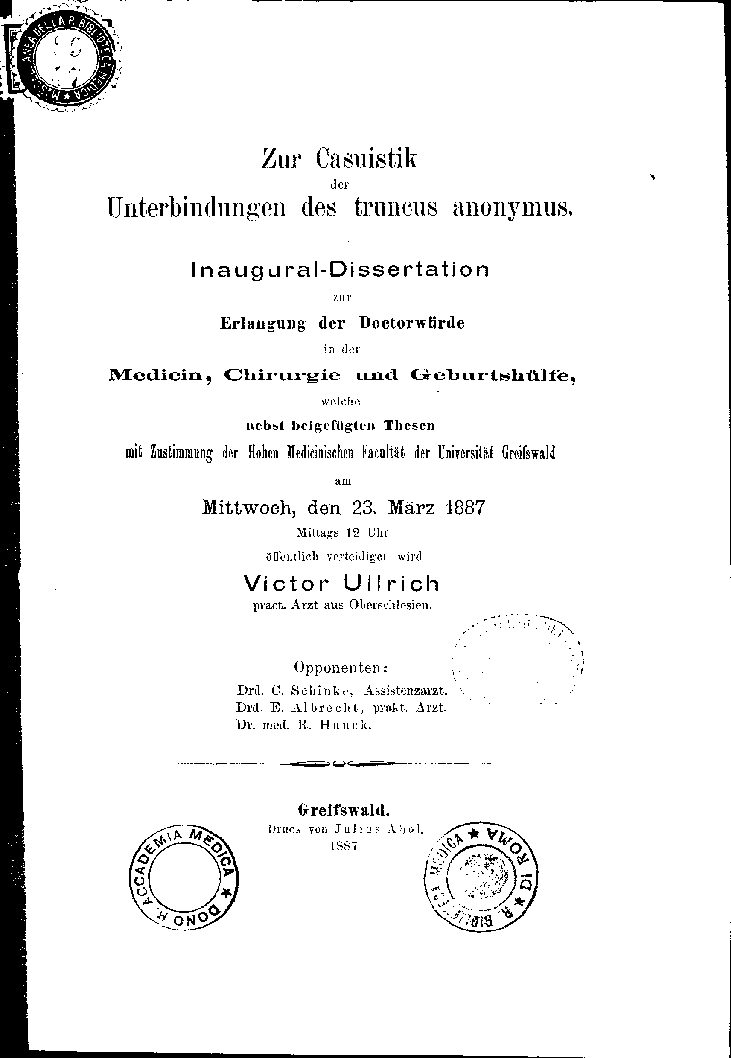 Zur Casuistik
der
Unterbindungen des truncus anonymus.
Inaugural-Dissertation
zur
Erlangung der Doctorwürde
in der
Medicin, Chirurgie und Geburtshülfe,
welche
nebst beigefügten Thesen
mit Zustimmung der Hohen Medicinischen Facultät der Universität Greifswald
am
Mittwoch, den 23. März 1887
Mittags 12 Uhr
öffentlich verteidigen wird
Victor Ullrich
pract. Arzt aus Oberschlesien.
Opponenten:
Drd. C. Schinke, Assistenzarzt.
Drd. E. Albrecht, prakt. Arzt.
Dr. med. R.
Greifswald.
Druck von Julius Abel.
1887
DONO R. ACCADEMIA MEDICA
R. MEDICA DI ROMA